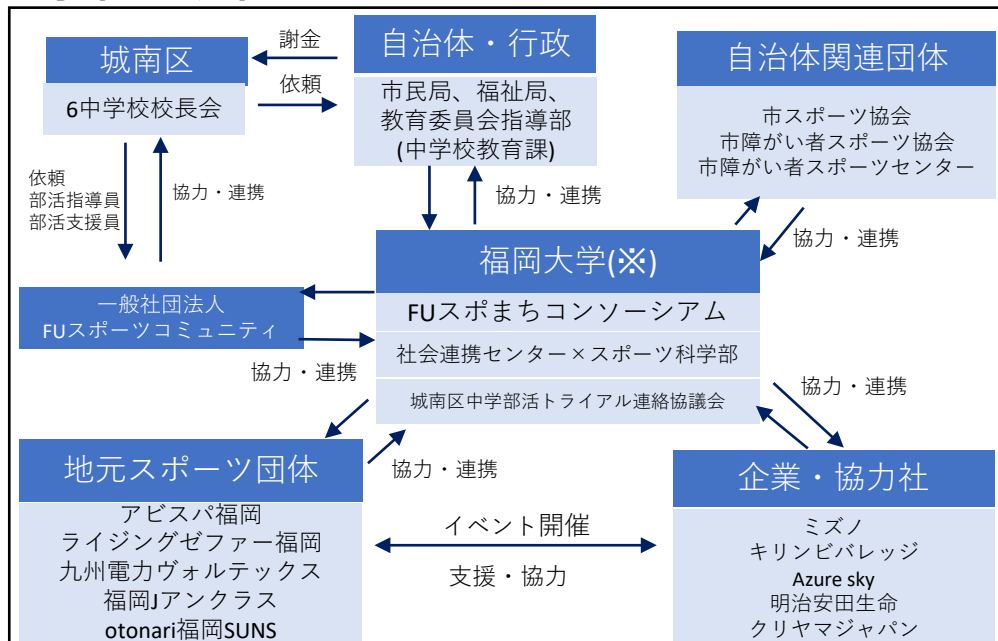 謝金
城南区
自治体・行政
自治体関連団体
依頼
6中学校校長会
市民局、福祉局、
教育委員会指導部
(中学校教育課)
市スポーツ協会
市障がい者スポーツ協会
市障がい者スポーツセンター
依頼
部活指導員
部活支援員
協力・連携
協力・連携
協力・連携
福岡大学(※)
一般社団法人
FUスポーツコミュニティ
FUスポまちコンソーシアム
社会連携センター×スポーツ科学部
協力・連携
協力・連携
城南区中学部活トライアル連絡協議会
地元スポーツ団体
協力・連携
企業・協力社
アビスパ福岡
ライジングゼファー福岡
九州電力ヴォルテックス
福岡Jアンクラス
otonari福岡SUNS
イベント開催
支援・協力
ミズノ
キリンビバレッジ
Azure sky
明治安田生命
クリヤマジャパン